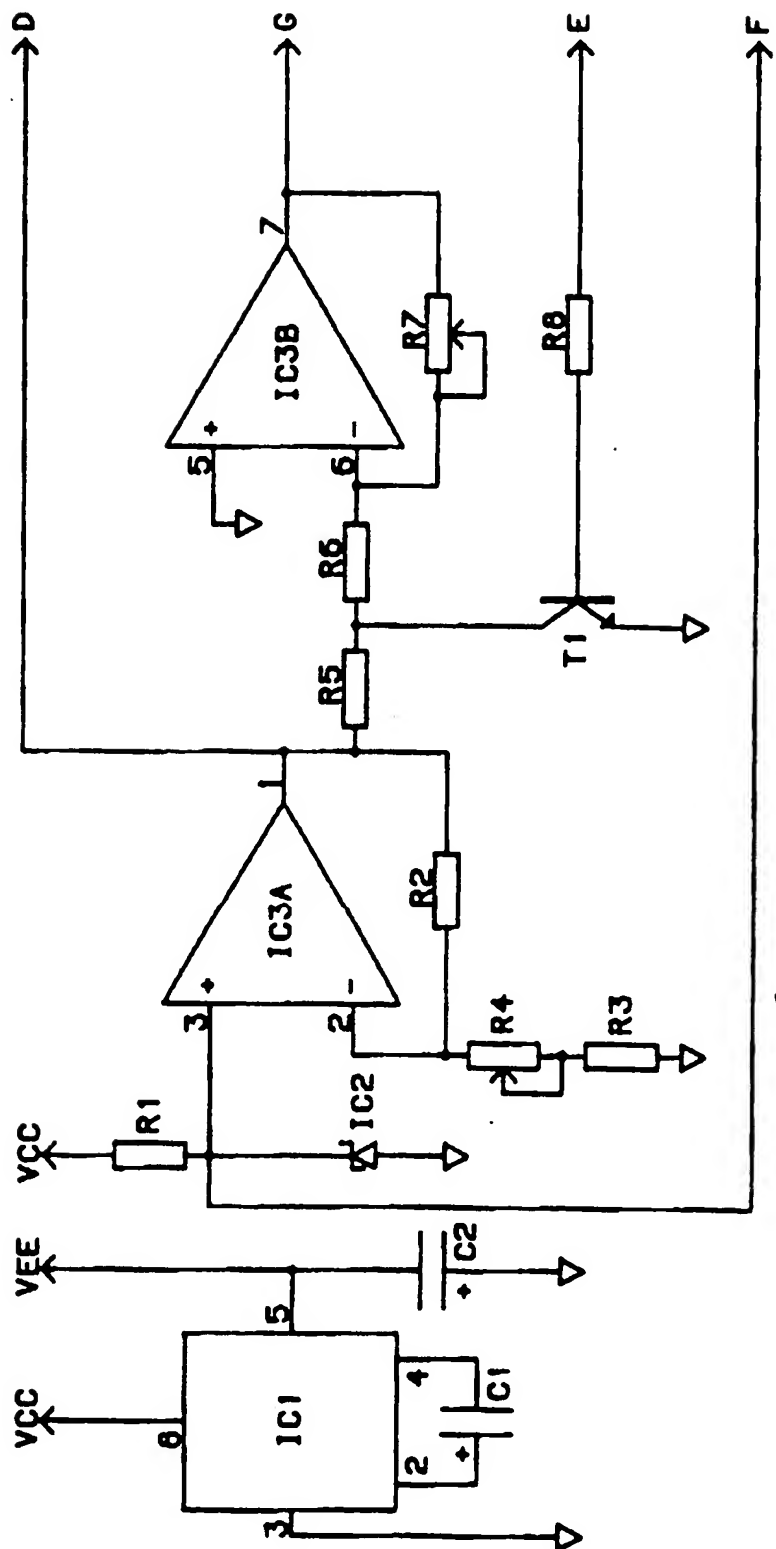 VCC
VEE
VCC
D
R1
8
3
+
5
+
3
IC1
5
IC3A
1
IC3B
7
G
IC2
2
-
R5
R6
6
-
2
4
R2
R7
+
C2
+
C1
R4
R3
T1
R8
E
F